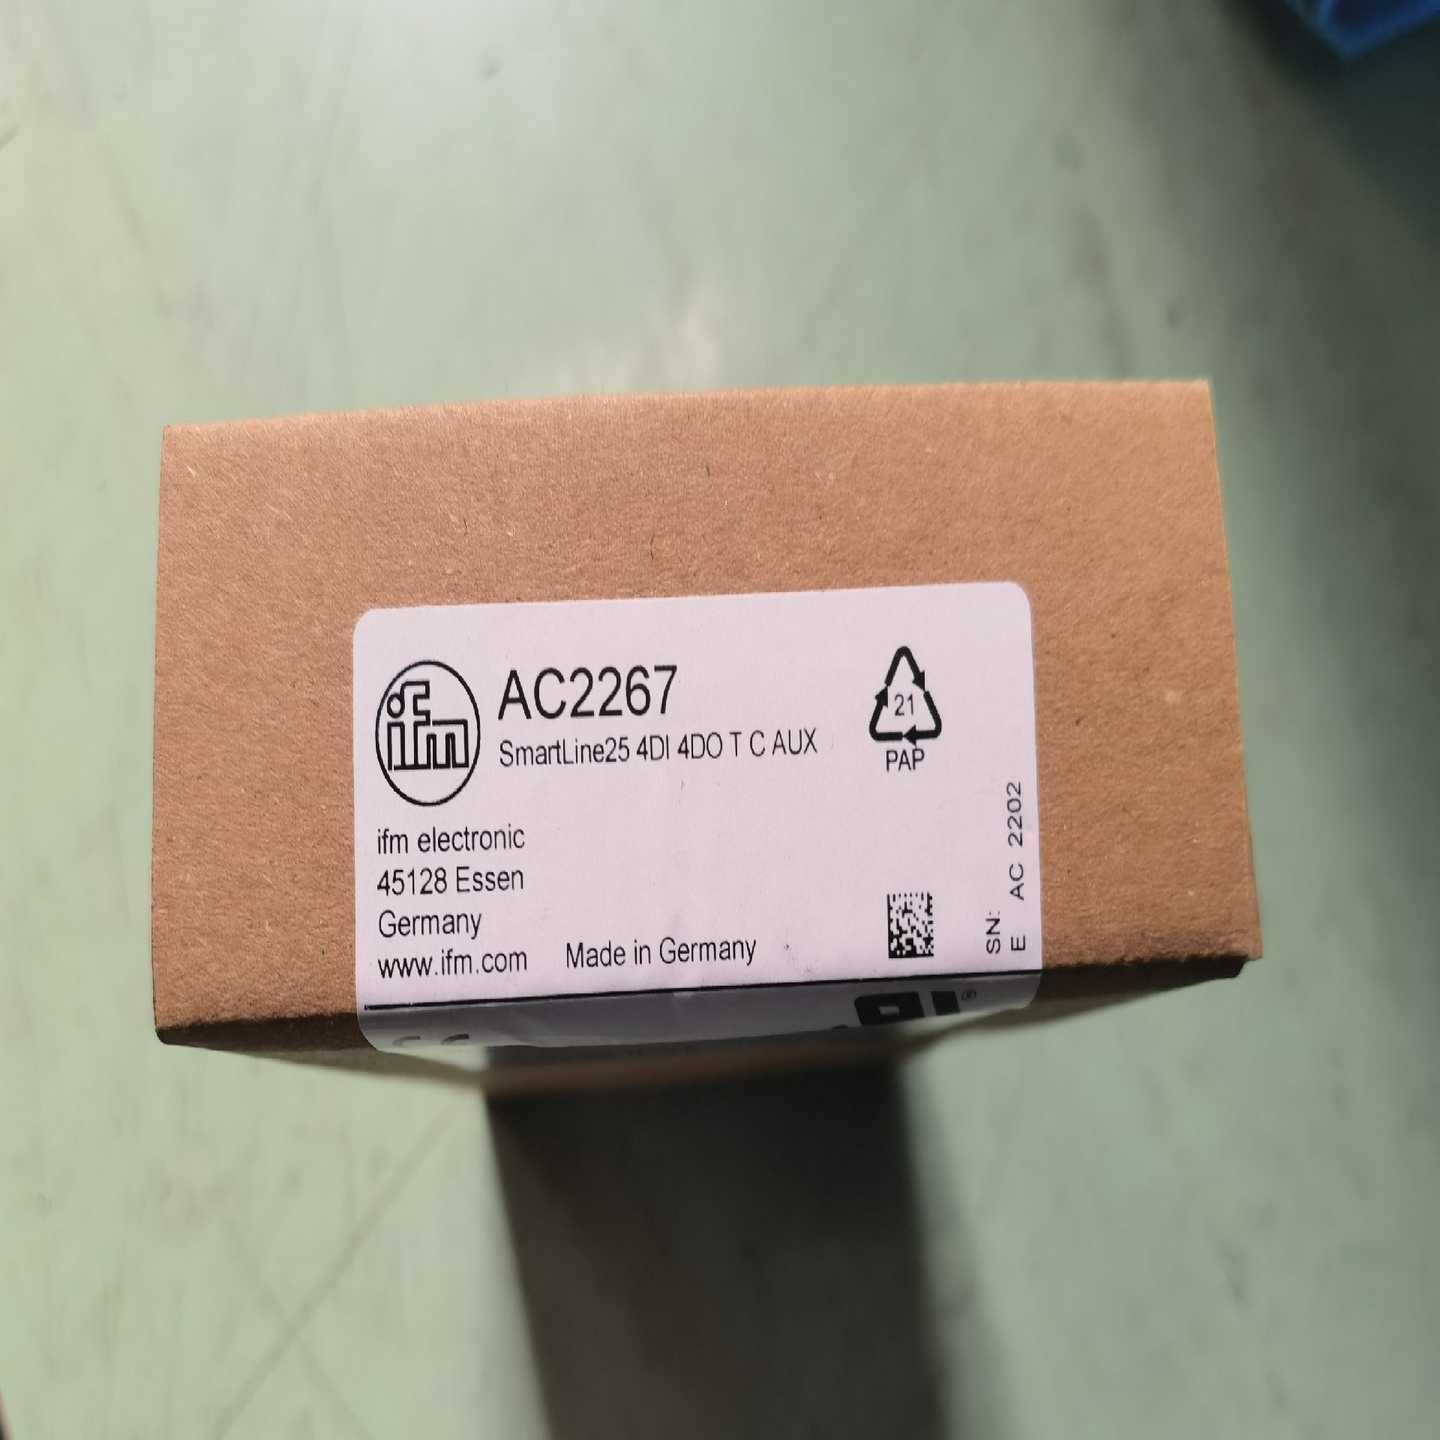 ifm
AC2267
SmartLine25 4DI 4DO T C AUX
21
PAP
ifm electronic
45128 Essen
Germany
www.ifm.com
Made in Germany
SN:
E AC 2202